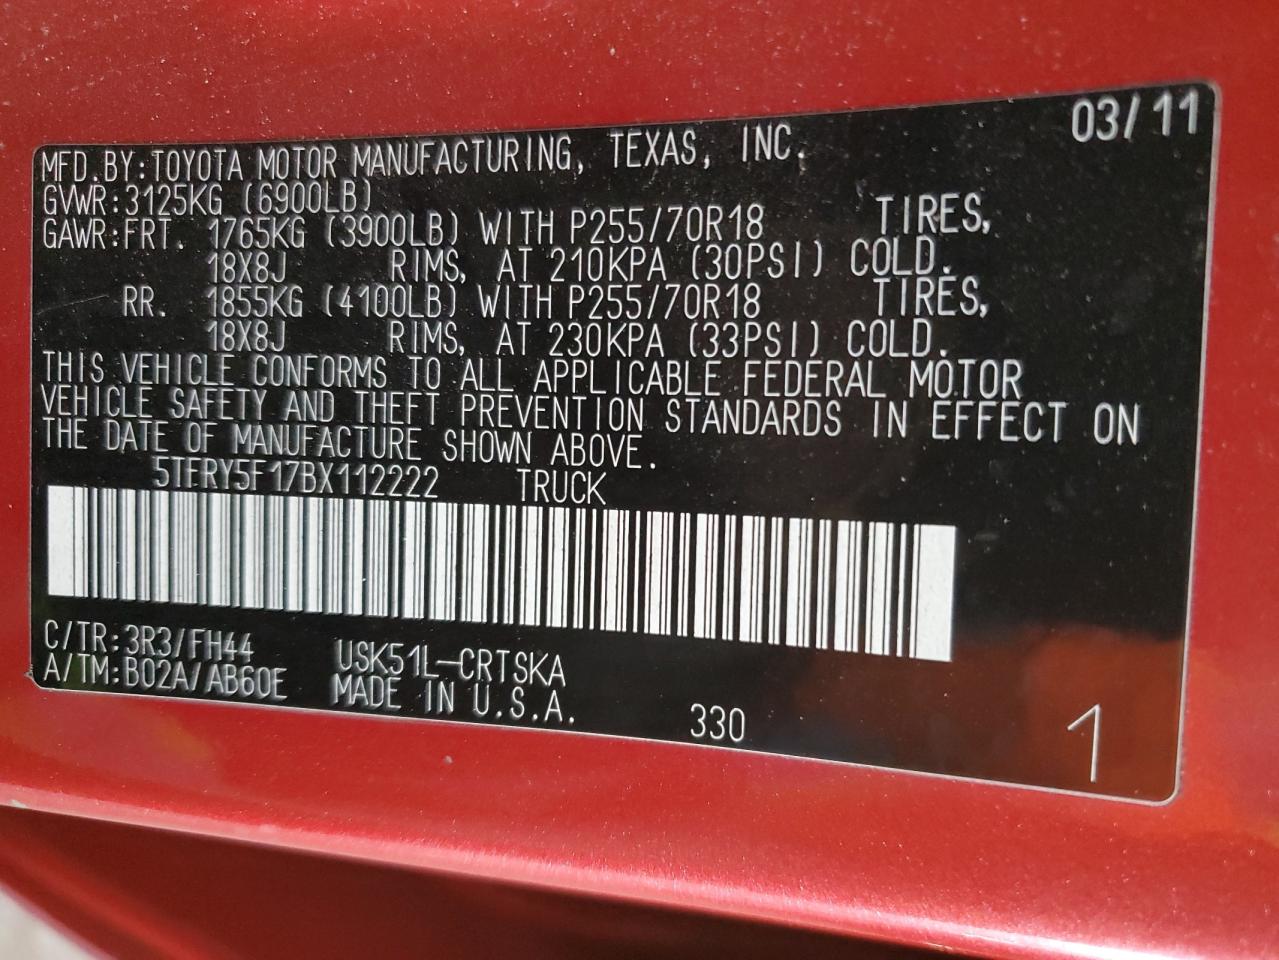 03/11
MFD.BY:TOYOTA MOTOR MANUFACTURING, TEXAS, INC.
GVWR:3125KG (6900LB)
GAWR:FRT. 1765KG (3900LB) WITH P255/70R18 TIRES,
18X8J RIMS, AT 210KPA (30PSI) COLD.
RR. 1855KG (4100LB) WITH P255/70R18 TIRES,
18X8J RIMS, AT 230KPA (33PSI) COLD.
THIS VEHICLE CONFORMS TO ALL APPLICABLE FEDERAL MOTOR
VEHICLE SAFETY AND THEFT PREVENTION STANDARDS IN EFFECT ON
THE DATE OF MANUFACTURE SHOWN ABOVE.
5TFRY5F17BX112222 TRUCK
C/TR:3R3/FH44 USK51L-CRTSKA
A/TM:B02A/AB60E MADE IN U.S.A.
330
1